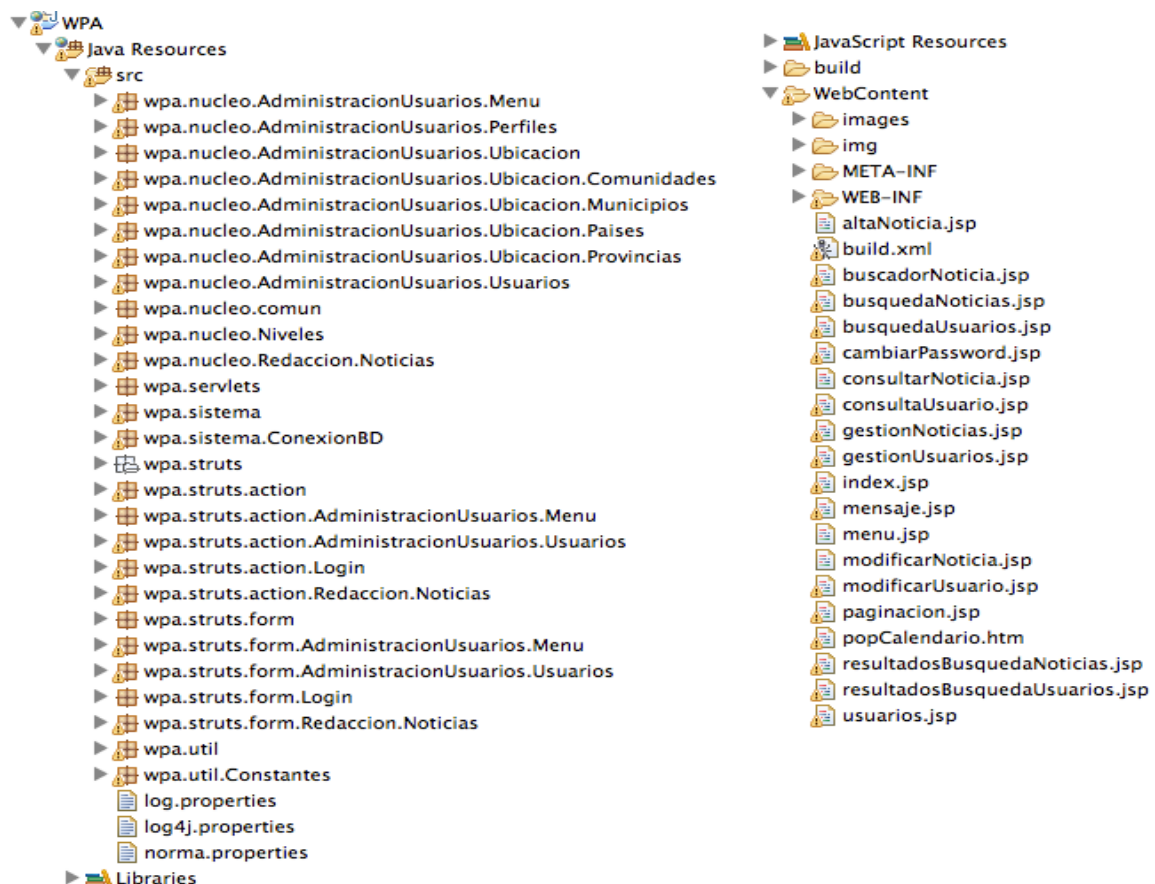 WPA
Java Resources
src
wpa.nucleo.AdministracionUsuarios.Menu
wpa.nucleo.AdministracionUsuarios.Perfiles
wpa.nucleo.AdministracionUsuarios.Ubicacion
wpa.nucleo.AdministracionUsuarios.Ubicacion.Comunidades
wpa.nucleo.AdministracionUsuarios.Ubicacion.Municipios
wpa.nucleo.AdministracionUsuarios.Ubicacion.Paises
wpa.nucleo.AdministracionUsuarios.Ubicacion.Provincias
wpa.nucleo.AdministracionUsuarios.Usuarios
wpa.nucleo.comun
wpa.nucleo.Niveles
wpa.nucleo.Redaccion.Noticias
wpa.servlets
wpa.sistema
wpa.sistema.ConexionBD
wpa.struts
wpa.struts.action
wpa.struts.action.AdministracionUsuarios.Menu
wpa.struts.action.AdministracionUsuarios.Usuarios
wpa.struts.action.Login
wpa.struts.action.Redaccion.Noticias
wpa.struts.form
wpa.struts.form.AdministracionUsuarios.Menu
wpa.struts.form.AdministracionUsuarios.Usuarios
wpa.struts.form.Login
wpa.struts.form.Redaccion.Noticias
wpa.util
wpa.util.Constantes
log.properties
log4j.properties
norma.properties
Libraries
JavaScript Resources
build
WebContent
images
img
META-INF
WEB-INF
altaNoticia.jsp
build.xml
buscadorNoticia.jsp
busquedaNoticias.jsp
busquedaUsuarios.jsp
cambiarPassword.jsp
consultarNoticia.jsp
consultaUsuario.jsp
gestionNoticias.jsp
gestionUsuarios.jsp
index.jsp
mensaje.jsp
menu.jsp
modificarNoticia.jsp
modificarUsuario.jsp
paginacion.jsp
popCalendario.htm
resultadosBusquedaNoticias.jsp
resultadosBusquedaUsuarios.jsp
usuarios.jsp